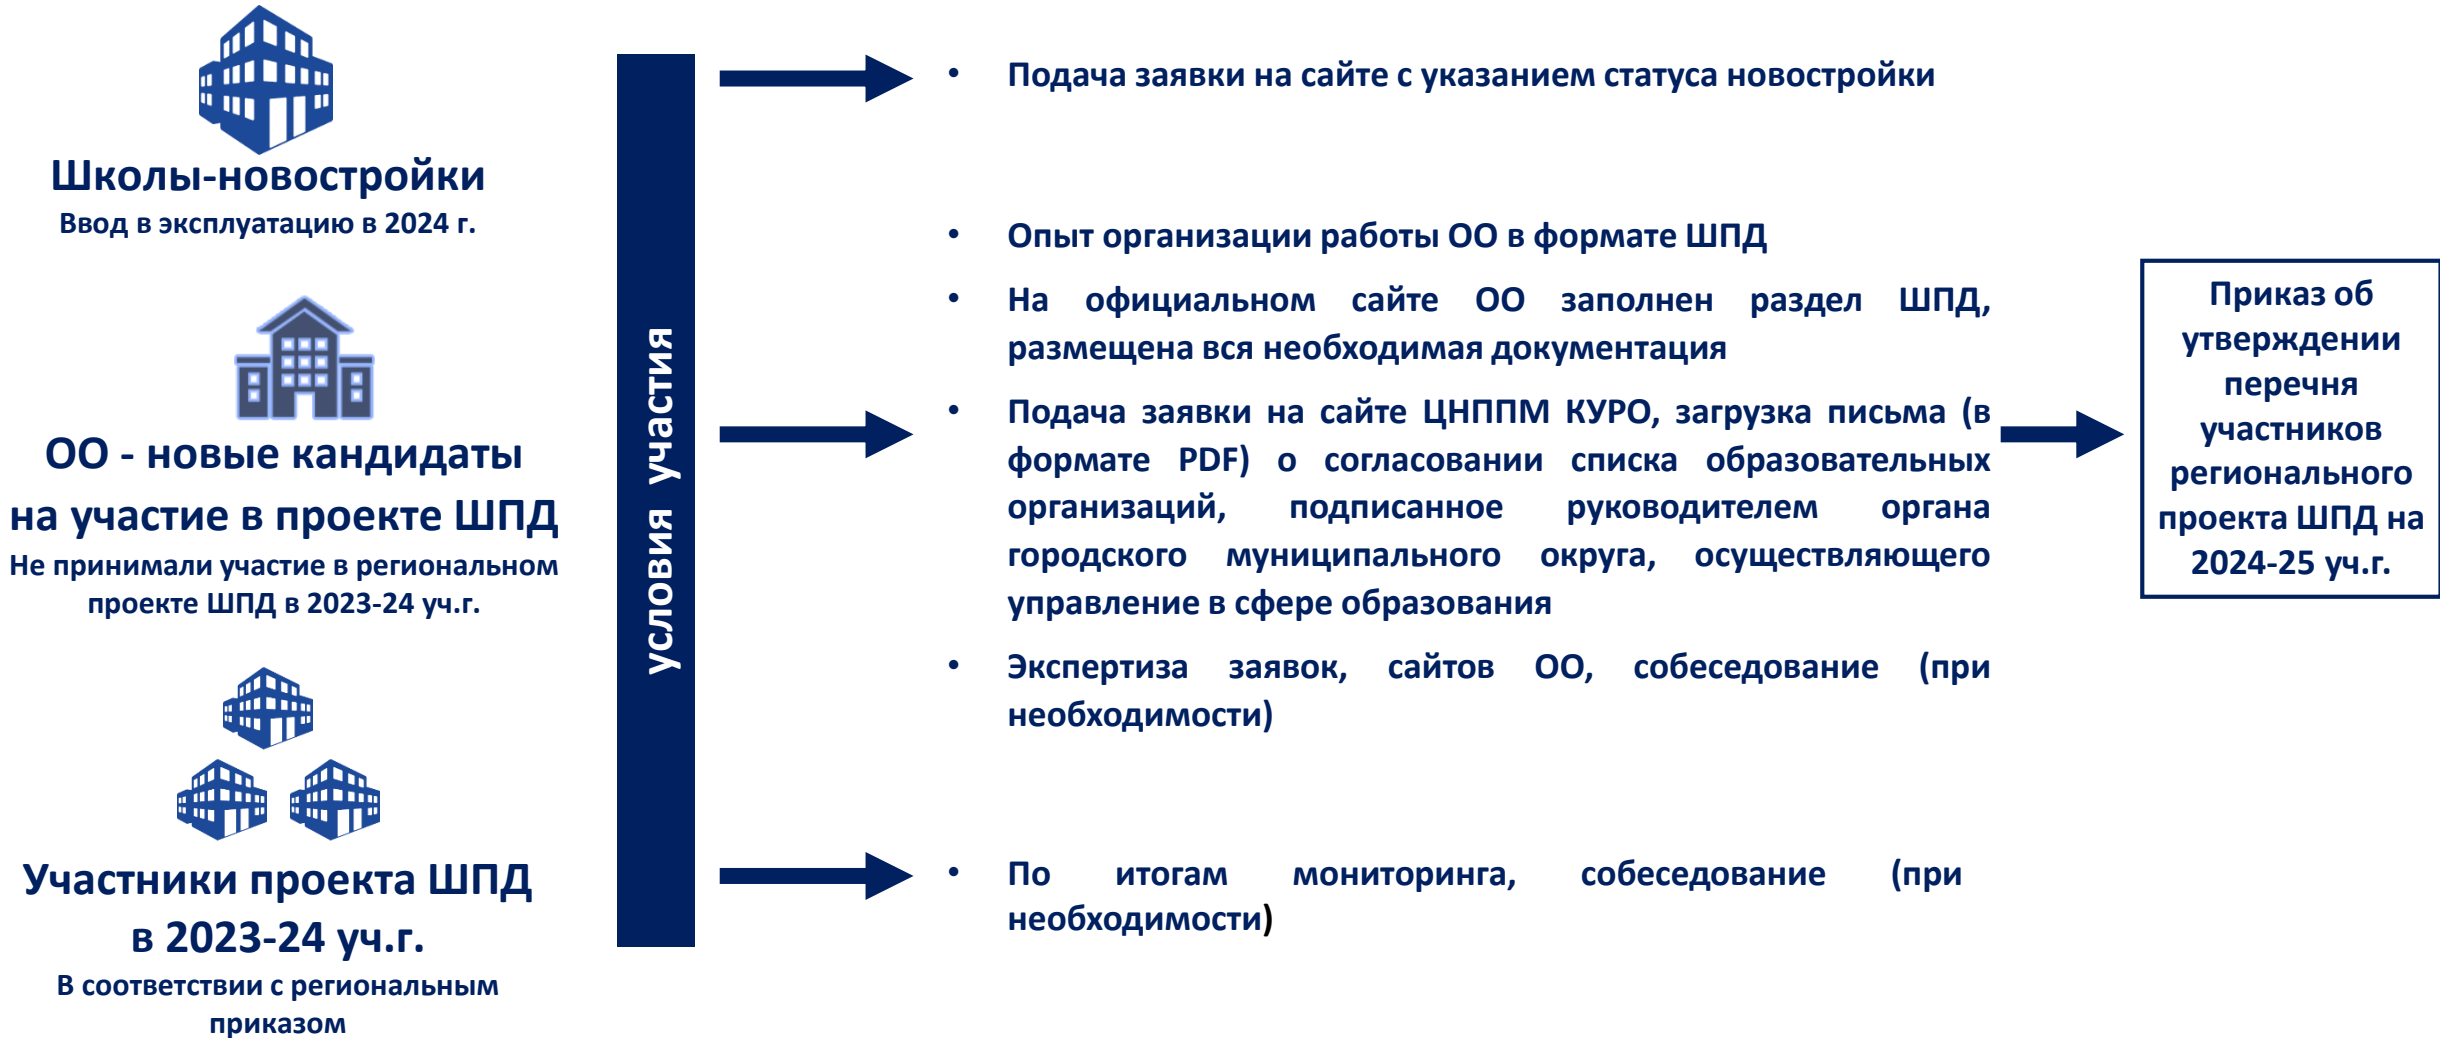 Школы-новостройки
Ввод в эксплуатацию в 2024 г.
ОО - новые кандидаты
на участие в проекте ШПД
Не принимали участие в региональном
проекте ШПД в 2023-24 уч.г.
Участники проекта ШПД
в 2023-24 уч.г.
В соответствии с региональным
приказом
условия участия
• Подача заявки на сайте с указанием статуса новостройки
• Опыт организации работы ОО в формате ШПД
• На официальном сайте ОО заполнен раздел ШПД,
размещена вся необходимая документация
• Подача заявки на сайте ЦНППМ КУРО, загрузка письма (в
формате PDF) о согласовании списка образовательных
организаций, подписанное руководителем органа
городского муниципального округа, осуществляющего
управление в сфере образования
• Экспертиза заявок, сайтов ОО, собеседование (при
необходимости)
• По итогам мониторинга, собеседование (при
необходимости)
Приказ об
утверждении
перечня
участников
регионального
проекта ШПД на
2024-25 уч.г.